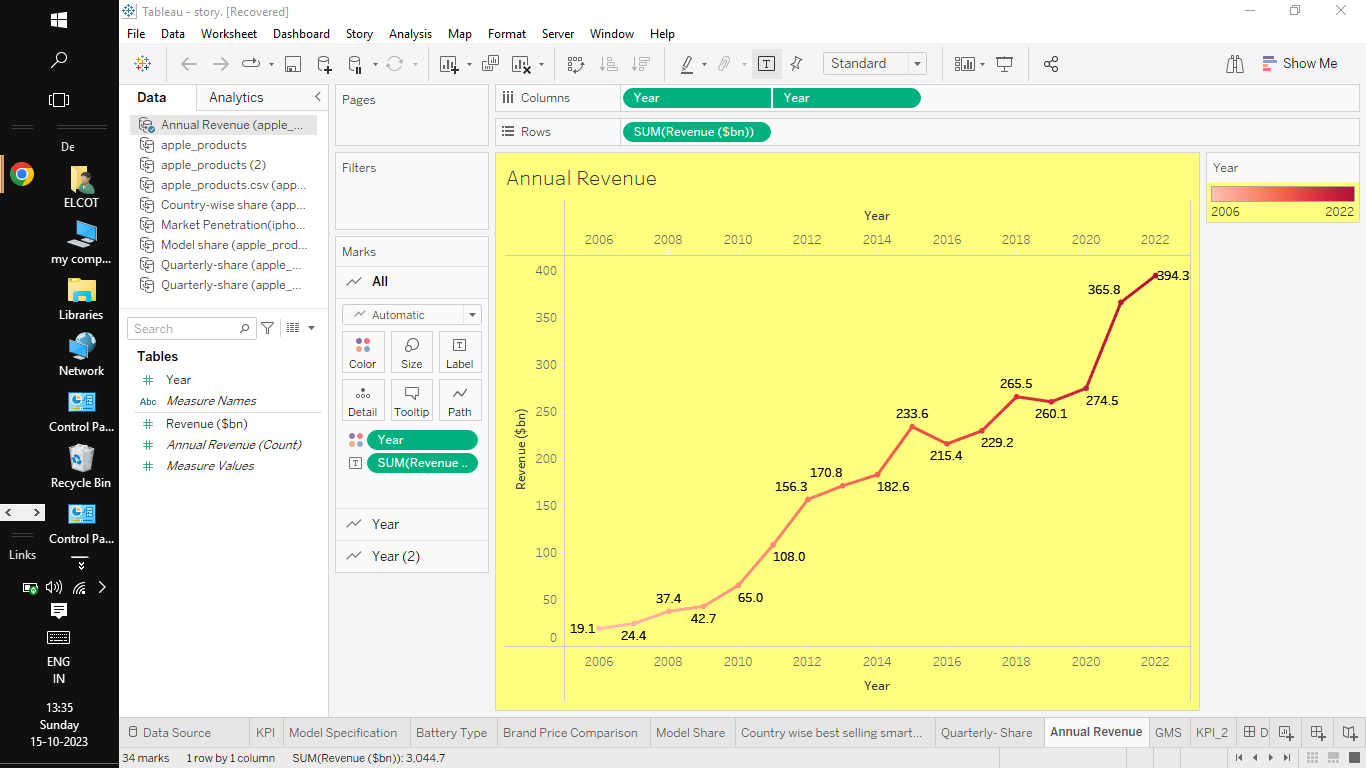 Tableau - story. [Recovered]
File Data Worksheet Dashboard Story Analysis Map Format Server Window Help
Standard
Show Me
Data Analytics
Annual Revenue (apple_...
apple_products
apple_products (2)
apple_products.csv (app...
Country-wise share (app...
Market Penetration(ipho...
Model share (apple_prod...
Quarterly-share (apple_...
Quarterly-share (apple_...
Search
Tables
Year
Abc Measure Names
Revenue ($bn)
Annual Revenue (Count)
Measure Values
Pages
Filters
Marks
All
Automatic
Color Size Label
Detail Tooltip Path
Year
SUM(Revenue ..
Year
Year (2)
Columns Year Year
Rows SUM(Revenue ($bn))
Annual Revenue
Year
2006 2008 2010 2012 2014 2016 2018 2020 2022
400
350
300
250
200
150
100
50
0
Revenue ($bn)
19.1
24.4
37.4
42.7
65.0
108.0
156.3
170.8
182.6
233.6
215.4
229.2
265.5
260.1
274.5
365.8
394.3
2006 2008 2010 2012 2014 2016 2018 2020 2022
Year
Year
2006 2022
Data Source KPI Model Specification Battery Type Brand Price Comparison Model Share Country wise best selling smart... Quarterly- Share Annual Revenue GMS KPI_2 D
34 marks 1 row by 1 column SUM(Revenue ($bn)): 3,044.7
De
ELCOT
my comp...
Libraries
Network
Control Pa...
Recycle Bin
Control Pa...
Links
ENG
IN
13:35
Sunday
15-10-2023